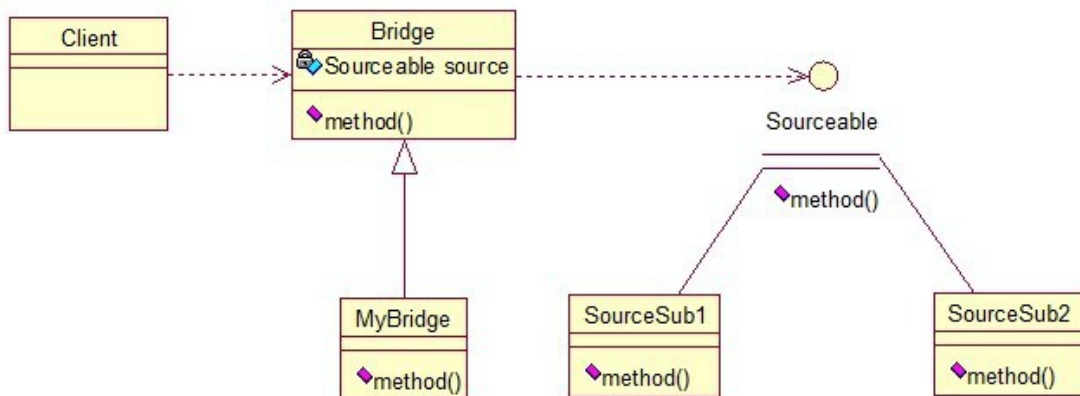 Client
Bridge
Sourceable source
method()
Sourceable
method()
MyBridge
method()
SourceSub1
method()
SourceSub2
method()